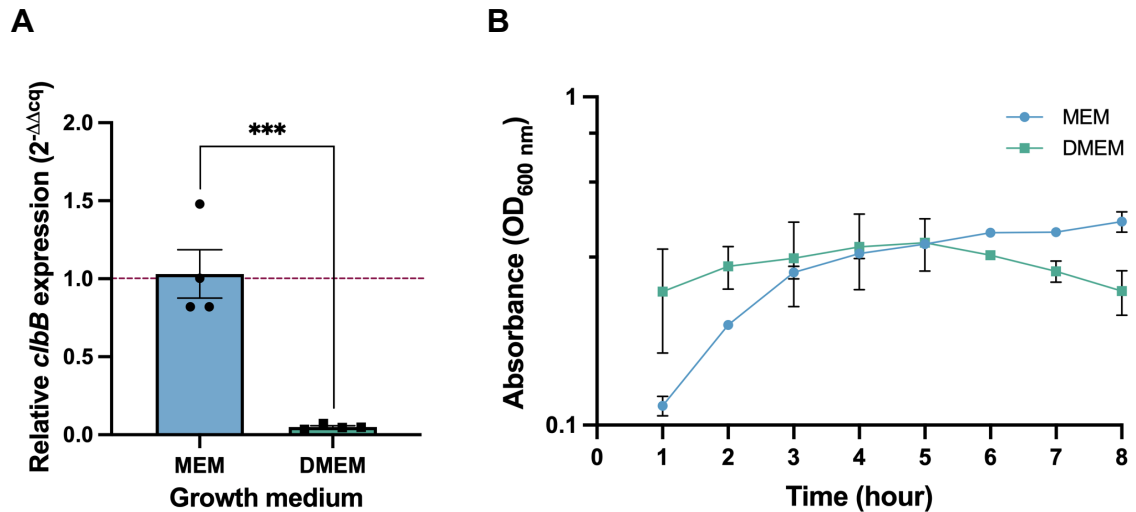 A
Relative clbB expression (2-ΔΔcq)
2.0
1.5
1.0
0.5
0.0
***
MEM
DMEM
Growth medium
B
Absorbance (OD600 nm)
1
0.1
MEM
DMEM
0 1 2 3 4 5 6 7 8
Time (hour)